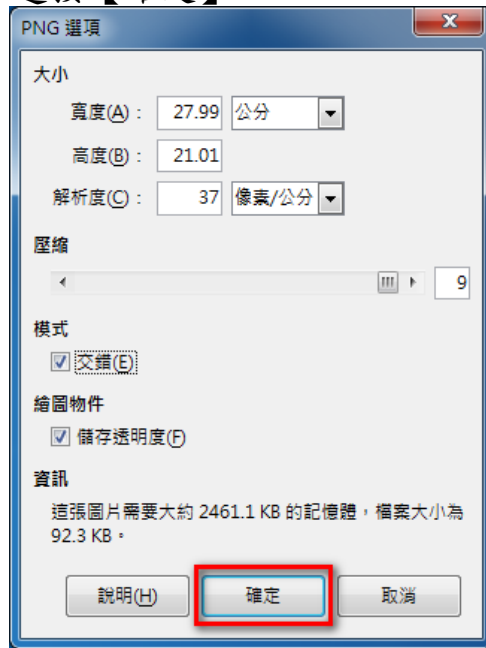 PNG 選項
大小
寬度(A)： 27.99 公分
高度(B)： 21.01
解析度(C)： 37 像素/公分
壓縮
9
模式
交錯(E)
繪圖物件
儲存透明度(F)
資訊
這張圖片需要大約 2461.1 KB 的記憶體，檔案大小為
92.3 KB。
說明(H) 確定 取消